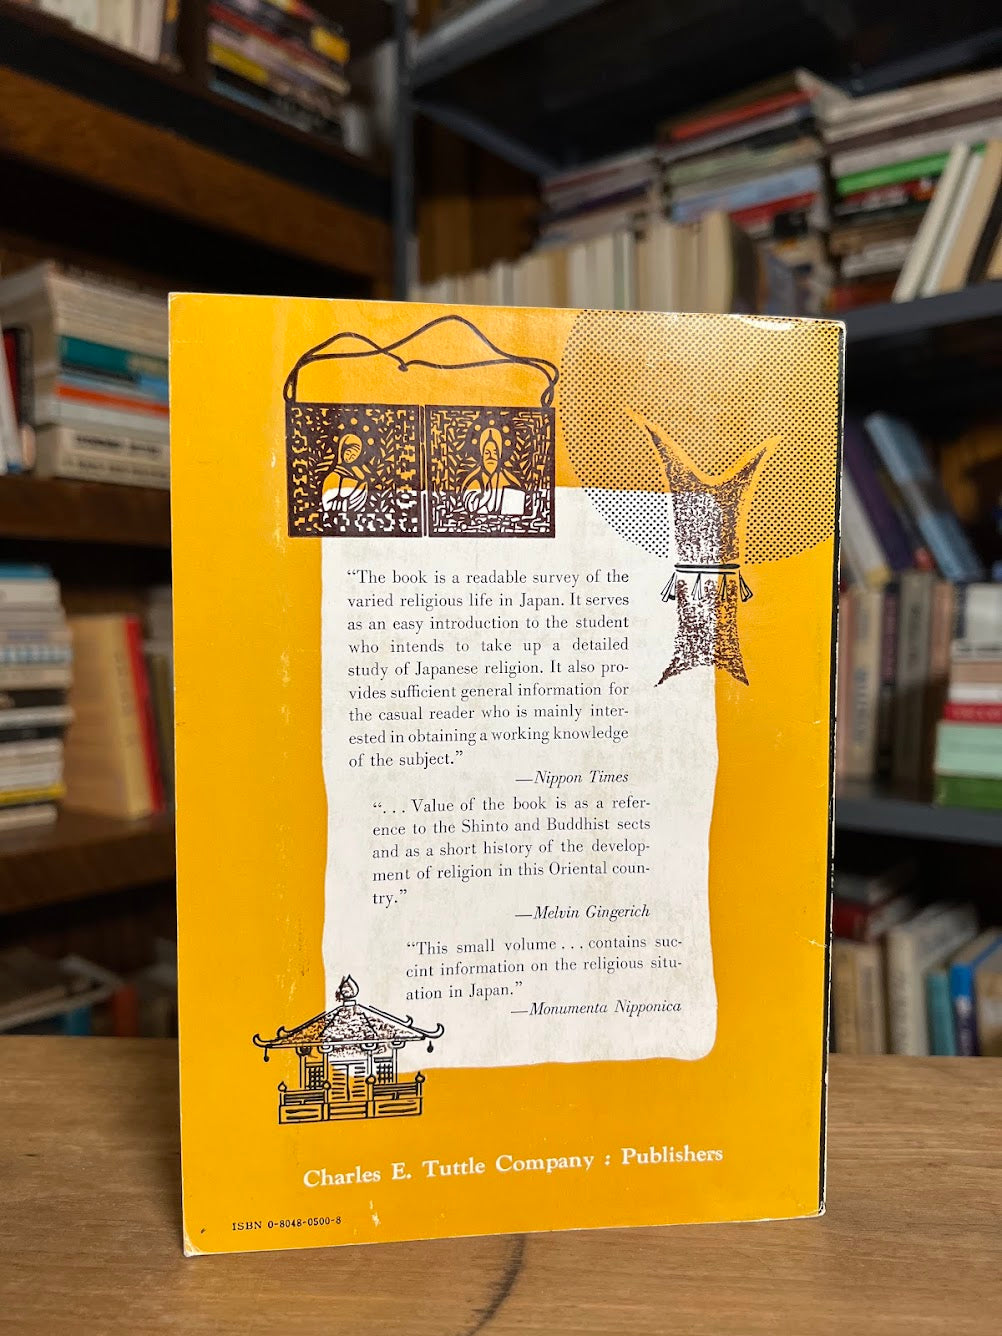 “The book is a readable survey of the
varied religious life in Japan. It serves
as an easy introduction to the student
who intends to take up a detailed
study of Japanese religion. It also pro-
vides sufficient general information for
the casual reader who is mainly inter-
ested in obtaining a working knowledge
of the subject.”
—Nippon Times
“. . . Value of the book is as a refer-
ence to the Shinto and Buddhist sects
and as a short history of the develop-
ment of religion in this Oriental coun-
try.”
—Melvin Gingerich
“This small volume . . . contains suc-
cint information on the religious situ-
ation in Japan.”
—Monumenta Nipponica
Charles E. Tuttle Company : Publishers
ISBN 0-8048-0500-8